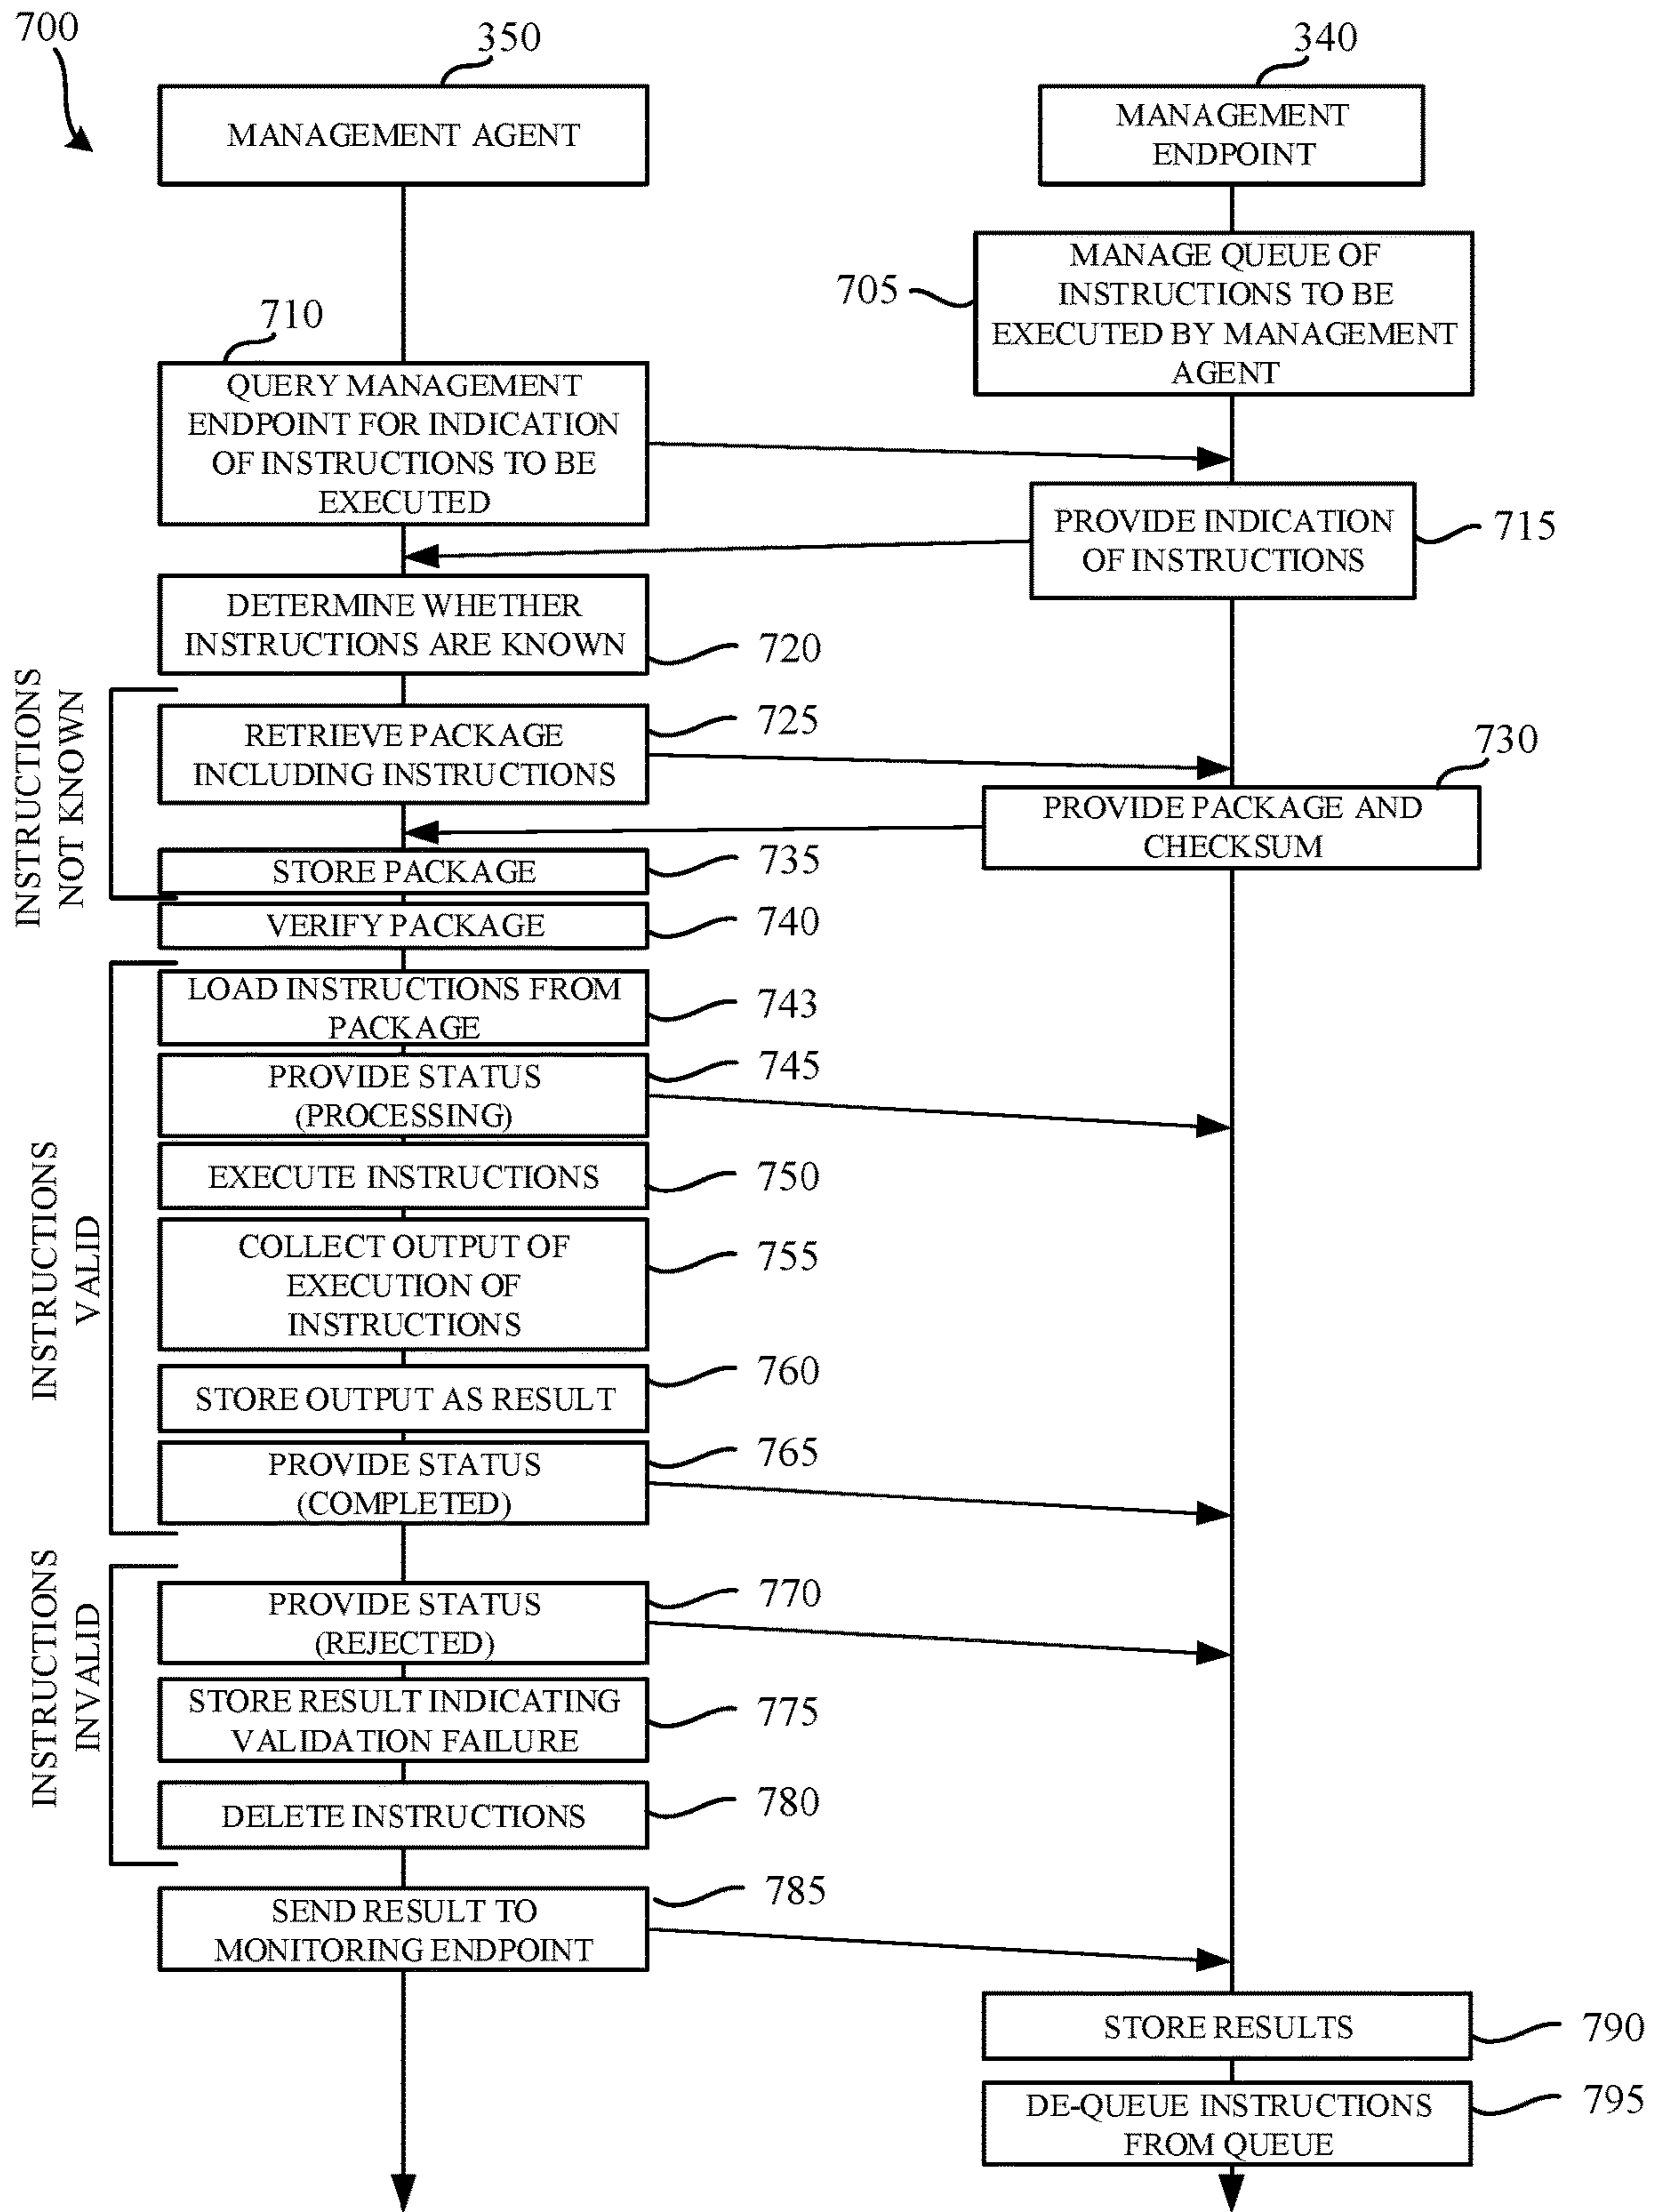 700
350
340
MANAGEMENT AGENT
MANAGEMENT
ENDPOINT
705
MANAGE QUEUE OF
INSTRUCTIONS TO BE
EXECUTED BY MANAGEMENT
AGENT
710
QUERY MANAGEMENT
ENDPOINT FOR INDICATION
OF INSTRUCTIONS TO BE
EXECUTED
PROVIDE INDICATION
OF INSTRUCTIONS
715
DETERMINE WHETHER
INSTRUCTIONS ARE KNOWN
720
INSTRUCTIONS
NOT KNOWN
RETRIEVE PACKAGE
INCLUDING INSTRUCTIONS
725
730
PROVIDE PACKAGE AND
CHECKSUM
STORE PACKAGE
735
VERIFY PACKAGE
740
INSTRUCTIONS
VALID
LOAD INSTRUCTIONS FROM
PACKAGE
743
PROVIDE STATUS
(PROCESSING)
745
EXECUTE INSTRUCTIONS
750
COLLECT OUTPUT OF
EXECUTION OF
INSTRUCTIONS
755
STORE OUTPUT AS RESULT
760
PROVIDE STATUS
(COMPLETED)
765
INSTRUCTIONS
INVALID
PROVIDE STATUS
(REJECTED)
770
STORE RESULT INDICATING
VALIDATION FAILURE
775
DELETE INSTRUCTIONS
780
SEND RESULT TO
MONITORING ENDPOINT
785
STORE RESULTS
790
DE-QUEUE INSTRUCTIONS
FROM QUEUE
795